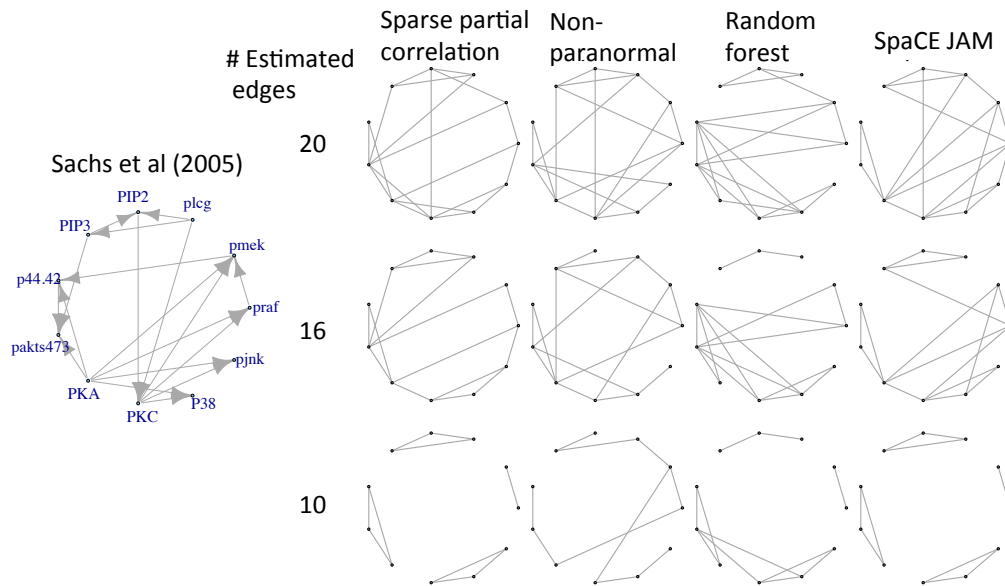 Sparse partial
correlation
Non-
paranormal
Random
forest
SpaCE JAM
# Estimated
edges
20
16
10
Sachs et al (2005)
PIP2
plcg
PIP3
pmek
p44.42
praf
pakts473
pjnk
PKA
P38
PKC